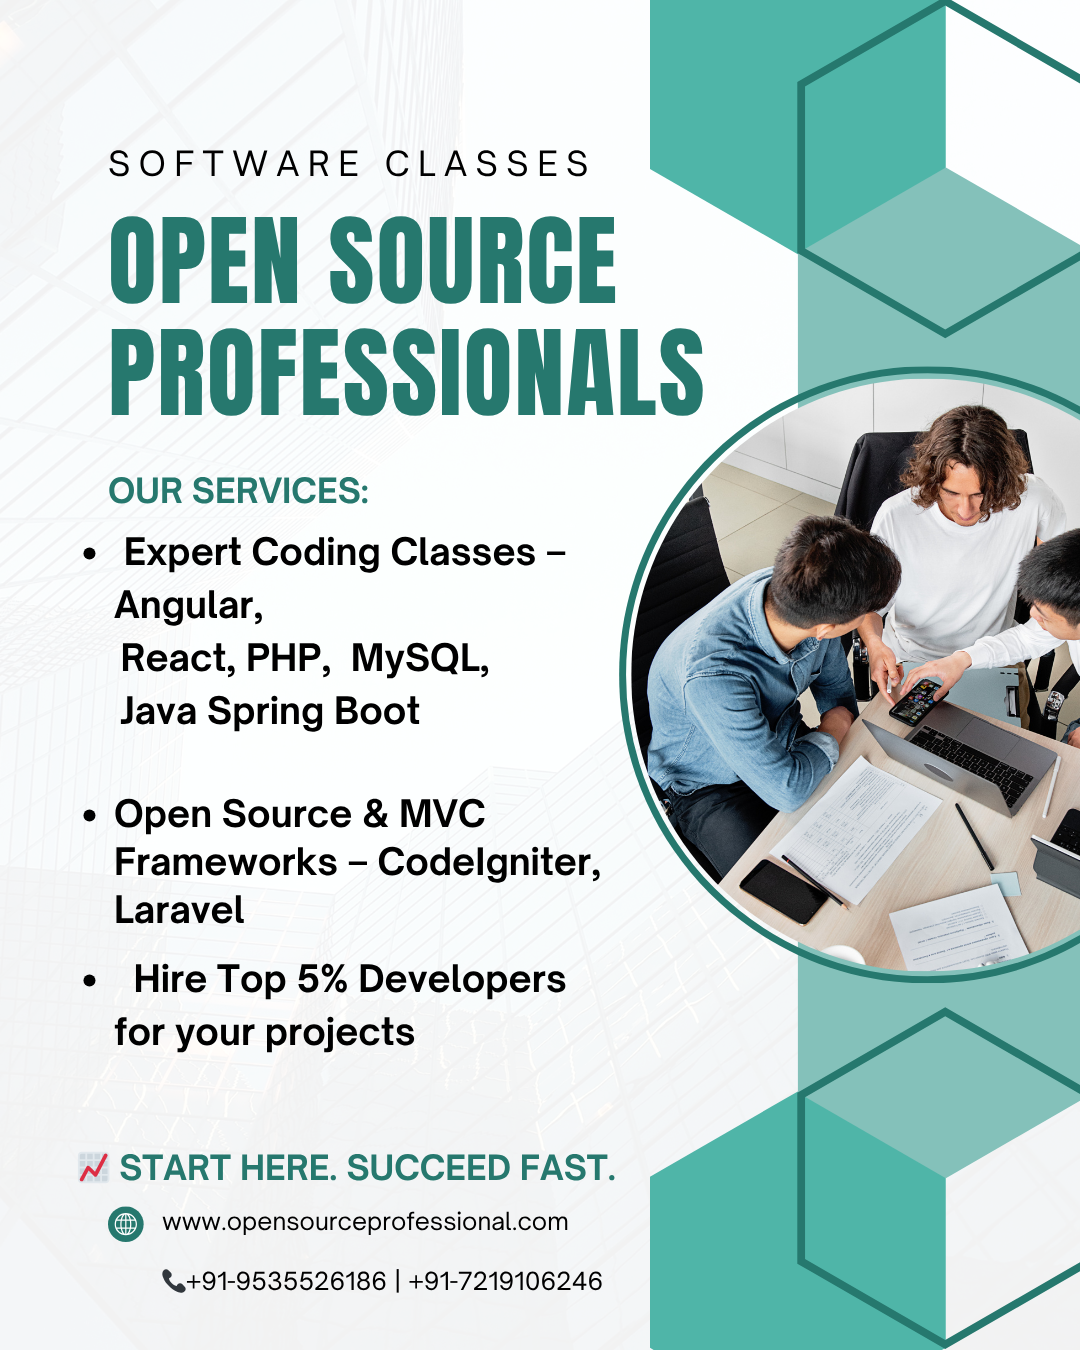 SOFTWARE CLASSES
OPEN SOURCE
PROFESSIONALS
OUR SERVICES:
• Expert Coding Classes –
Angular,
React, PHP, MySQL,
Java Spring Boot
• Open Source & MVC
Frameworks – CodeIgniter,
Laravel
• Hire Top 5% Developers
for your projects
📈 START HERE. SUCCEED FAST.
www.opensourceprofessional.com
📞+91-9535526186 | +91-7219106246